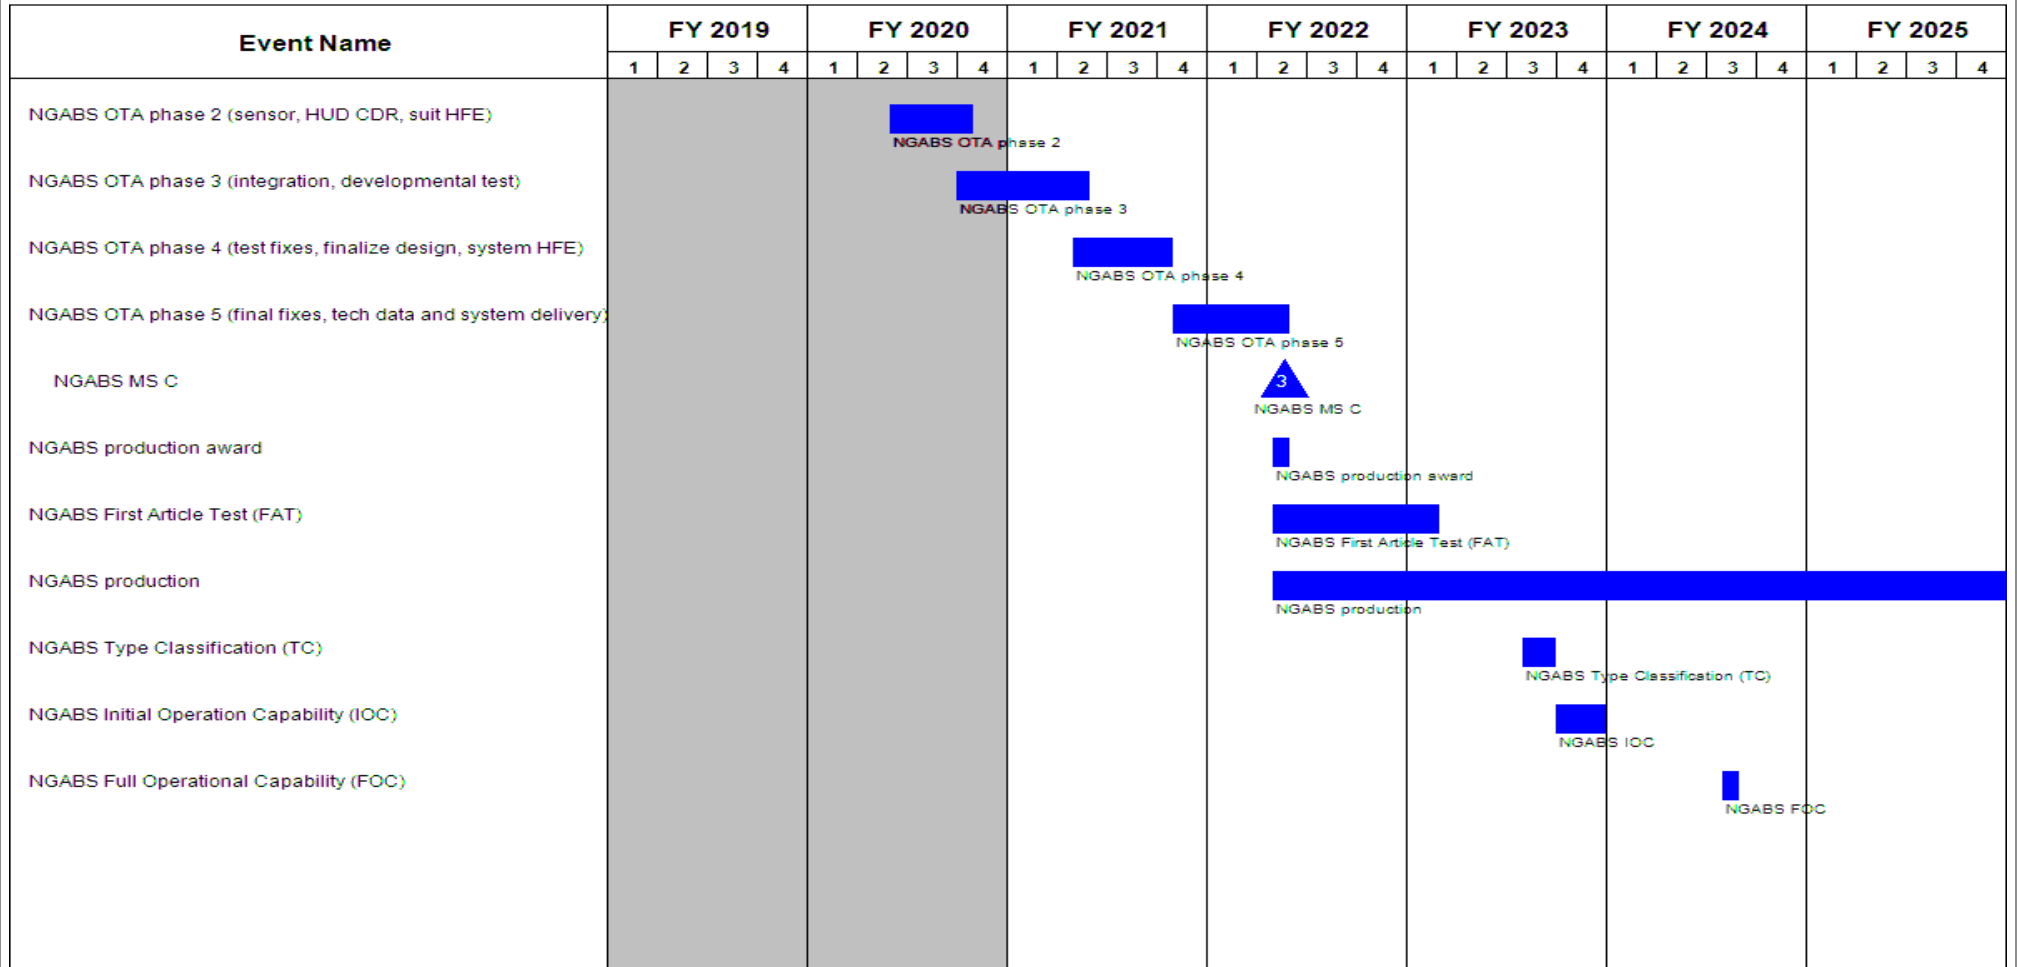 Event Name
FY 2019 FY 2020 FY 2021 FY 2022 FY 2023 FY 2024 FY 2025
1 2 3 4 1 2 3 4 1 2 3 4 1 2 3 4 1 2 3 4 1 2 3 4 1 2 3 4
NGABS OTA phase 2 (sensor, HUD CDR, suit HFE)
NGABS OTA phase 2
NGABS OTA phase 3 (integration, developmental test)
NGABS OTA phase 3
NGABS OTA phase 4 (test fixes, finalize design, system HFE)
NGABS OTA phase 4
NGABS OTA phase 5 (final fixes, tech data and system delivery)
NGABS OTA phase 5
NGABS MS C
3
NGABS MS C
NGABS production award
NGABS production award
NGABS First Article Test (FAT)
NGABS First Article Test (FAT)
NGABS production
NGABS production
NGABS Type Classification (TC)
NGABS Type Classification (TC)
NGABS Initial Operation Capability (IOC)
NGABS IOC
NGABS Full Operational Capability (FOC)
NGABS FOC